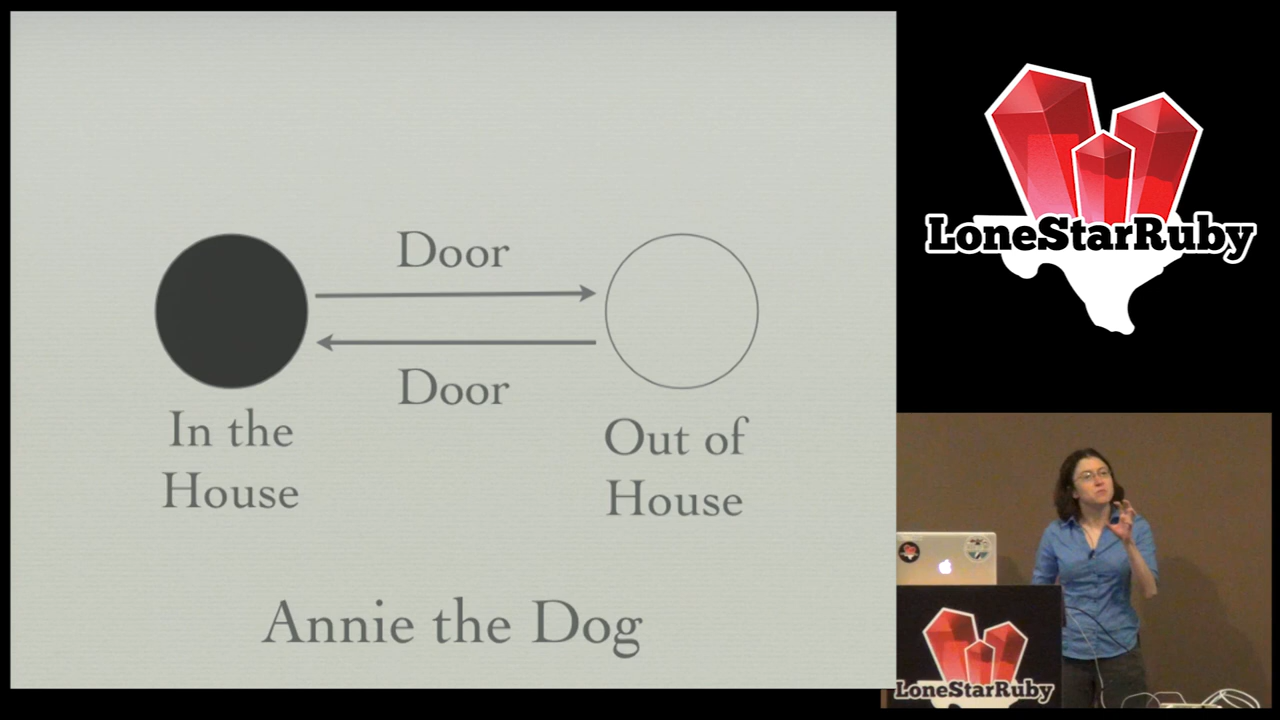 Door
Door
In the
House
Out of
House
Annie the Dog
LoneStarRuby
LoneStarRuby